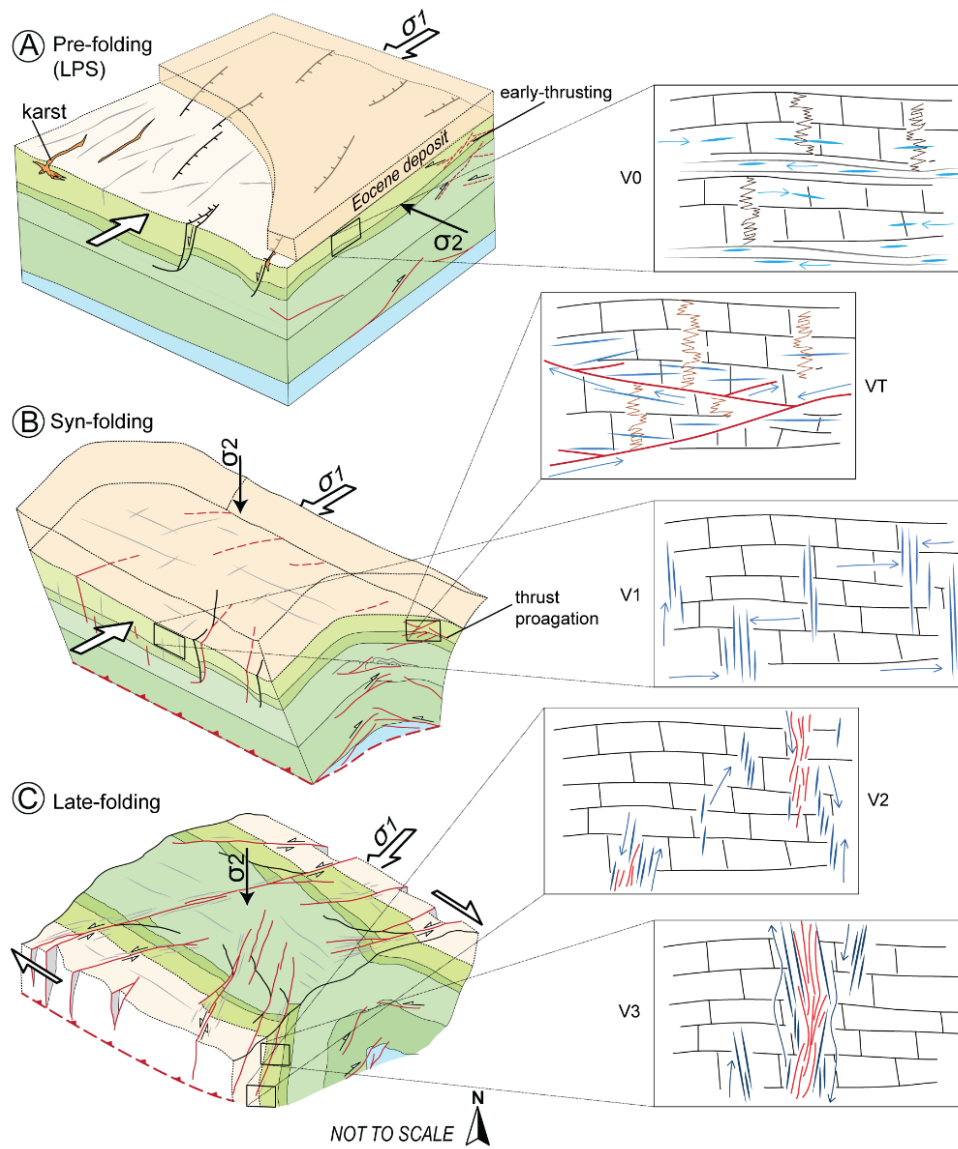 A Pre-folding
(LPS)
σ1
karst
early-thrusting
Eocene deposit
σ2
V0
VT
B Syn-folding
σ2
σ1
thrust
proagation
V1
C Late-folding
σ1
σ2
V2
V3
N
NOT TO SCALE